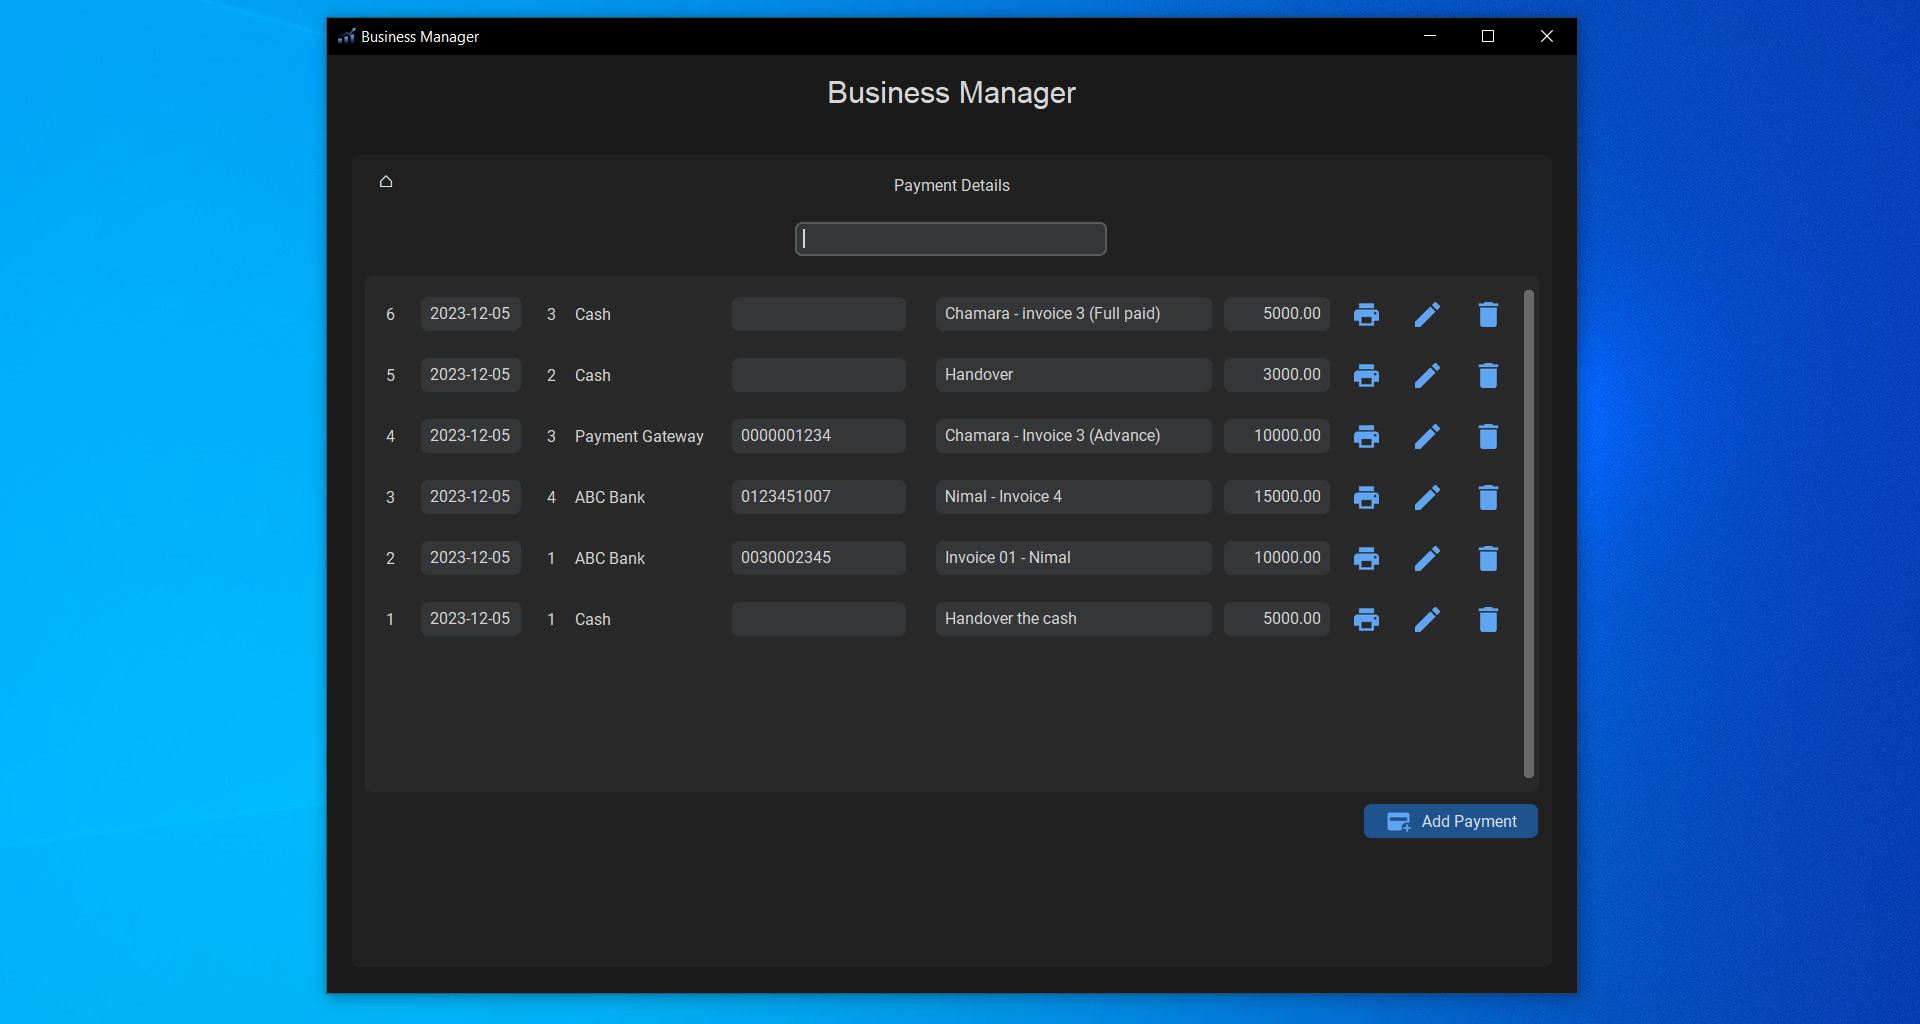 Business Manager
Business Manager
Payment Details
6 2023-12-05 3 Cash Chamara - invoice 3 (Full paid) 5000.00
5 2023-12-05 2 Cash Handover 3000.00
4 2023-12-05 3 Payment Gateway 0000001234 Chamara - Invoice 3 (Advance) 10000.00
3 2023-12-05 4 ABC Bank 0123451007 Nimal - Invoice 4 15000.00
2 2023-12-05 1 ABC Bank 0030002345 Invoice 01 - Nimal 10000.00
1 2023-12-05 1 Cash Handover the cash 5000.00
Add Payment